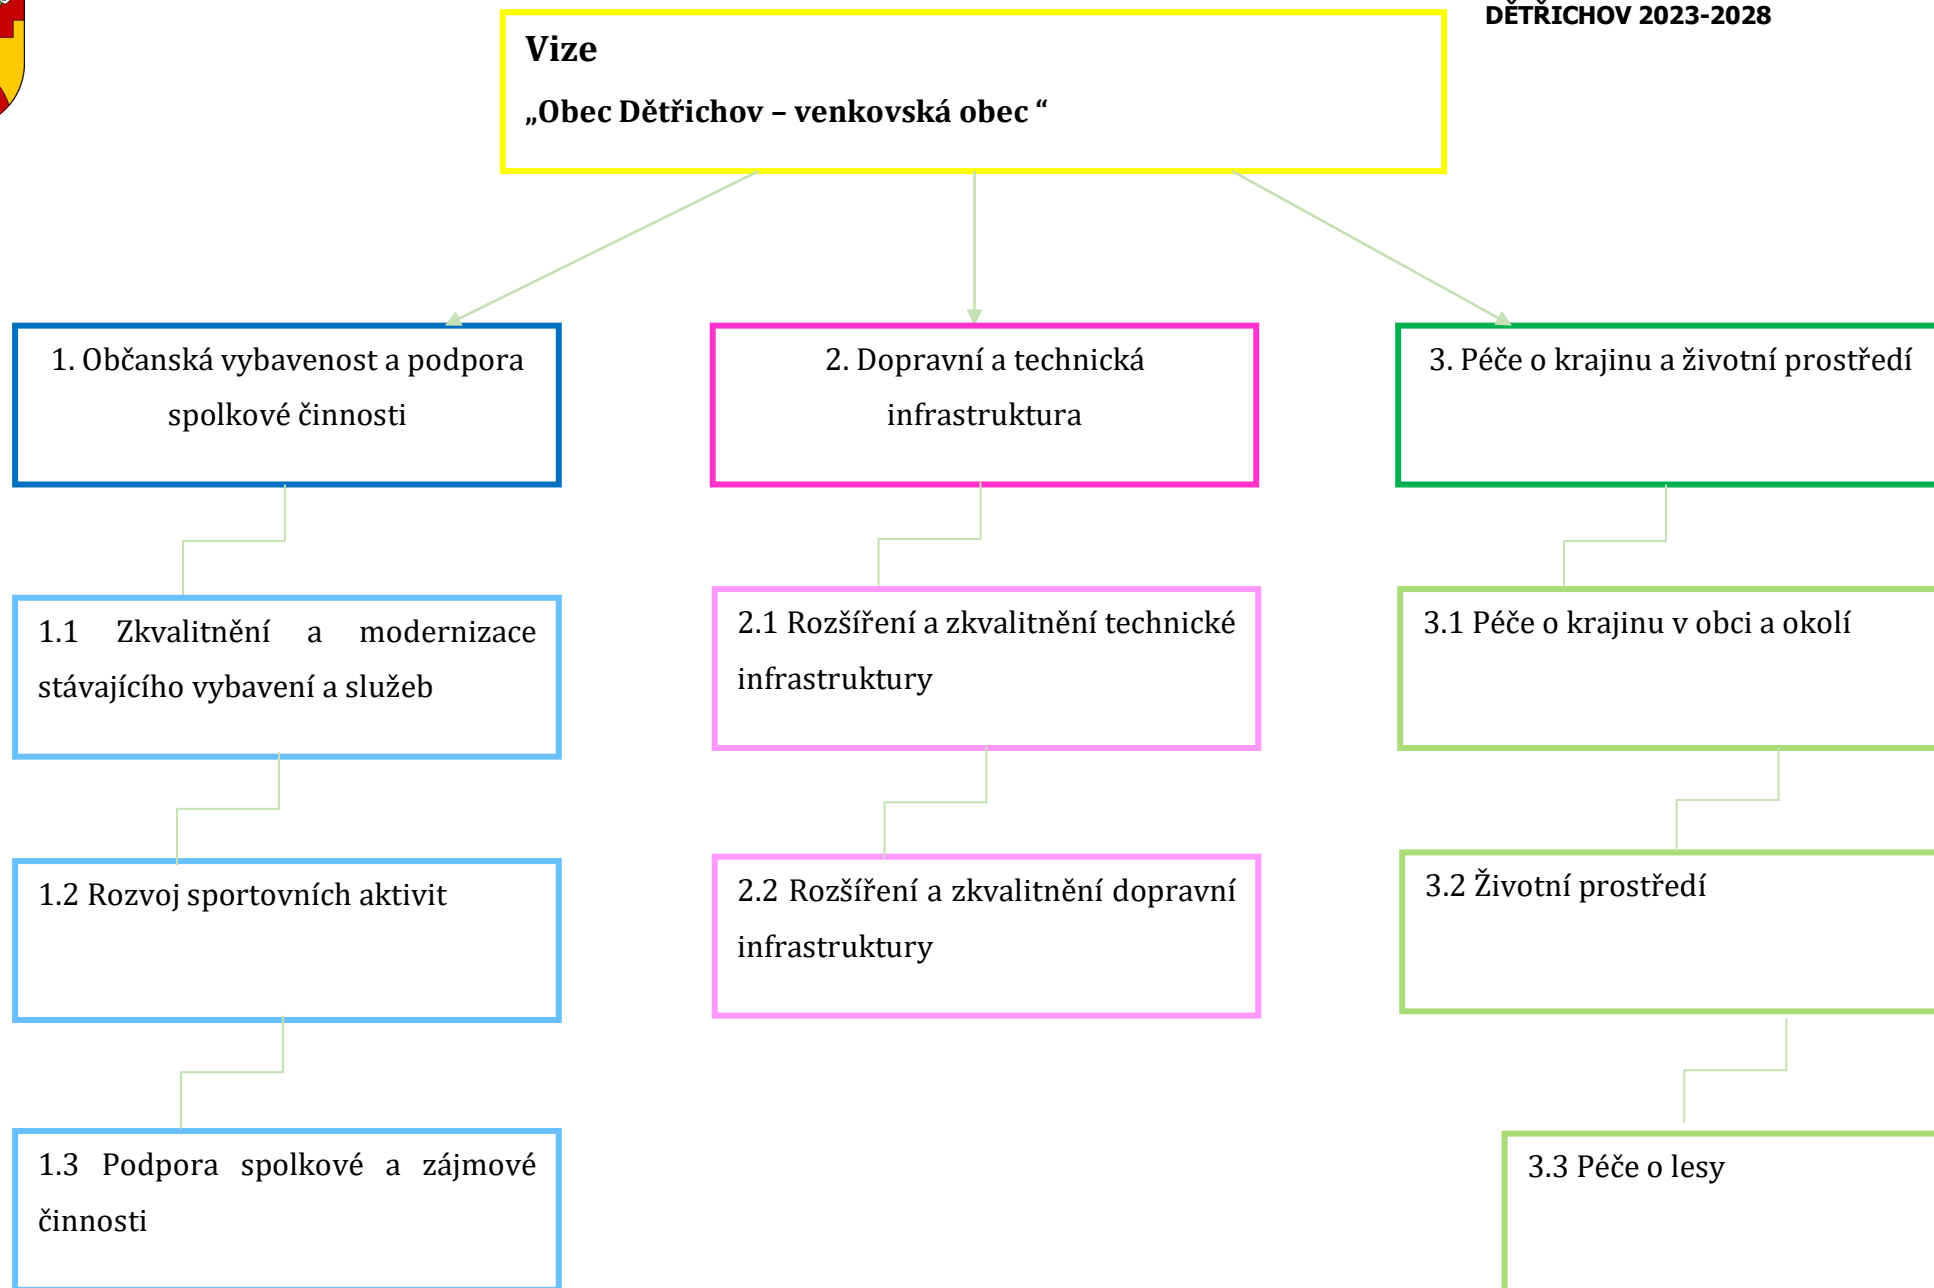 DĚTŘICHOV 2023-2028
Vize
„Obec Dětřichov – venkovská obec “
1. Občanská vybavenost a podpora
spolkové činnosti
2. Dopravní a technická
infrastruktura
3. Péče o krajinu a životní prostředí
1.1 Zkvalitnění a modernizace
stávajícího vybavení a služeb
2.1 Rozšíření a zkvalitnění technické
infrastruktury
3.1 Péče o krajinu v obci a okolí
1.2 Rozvoj sportovních aktivit
2.2 Rozšíření a zkvalitnění dopravní
infrastruktury
3.2 Životní prostředí
1.3 Podpora spolkové a zájmové
činnosti
3.3 Péče o lesy